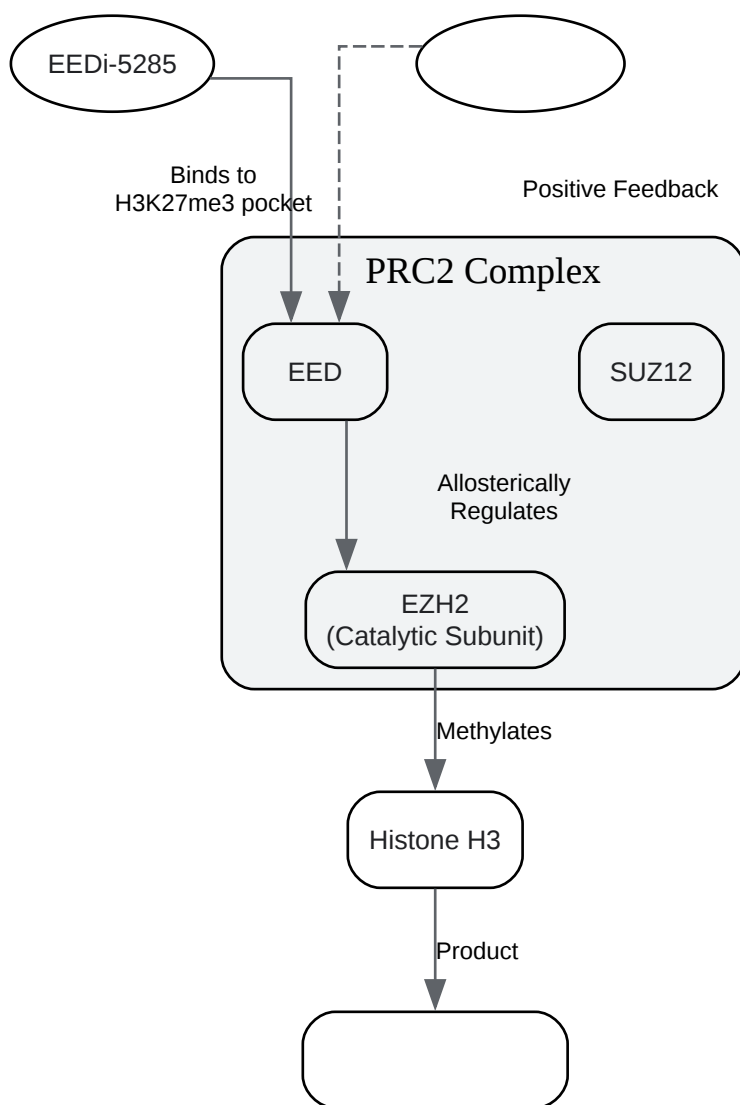 EEDi-5285
Binds to
H3K27me3 pocket
Positive Feedback
PRC2 Complex
EED
SUZ12
Allosterically
Regulates
EZH2
(Catalytic Subunit)
Methylates
Histone H3
Product